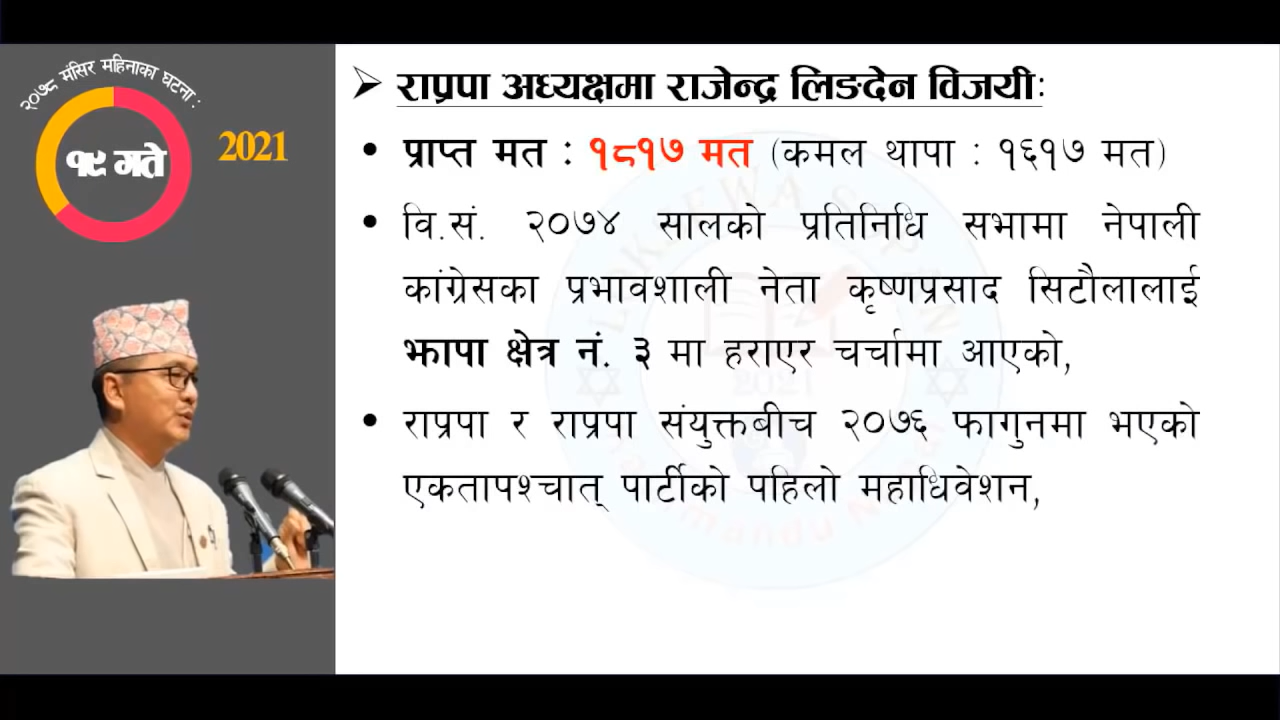 २०७८ मंसिर महिनाका घटना :
१९ गते
2021
राप्रपा अध्यक्षमा राजेन्द्र लिङदेन विजयीः
प्राप्त मत : १८१७ मत (कमल थापा : १६१७ मत)
वि.सं. २०७४ सालको प्रतिनिधि सभामा नेपाली
कांग्रेसका प्रभावशाली नेता कृष्णप्रसाद सिटौलालाई
झापा क्षेत्र नं. ३ मा हराएर चर्चामा आएको,
राप्रपा र राप्रपा संयुक्तबीच २०७६ फागुनमा भएको
एकतापश्चात् पार्टीको पहिलो महाधिवेशन,
2021